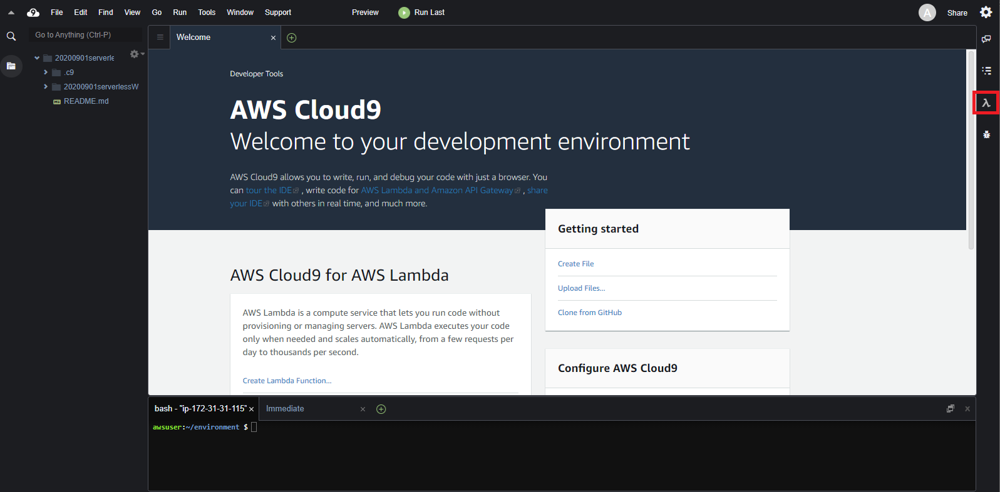 9 File Edit Find View Go Run Tools Window Support Preview Run Last A Share
Go to Anything (Ctrl-P)
20200901serverle
.c9
20200901serverlessW
README.md
Welcome
Developer Tools
AWS Cloud9
Welcome to your development environment
AWS Cloud9 allows you to write, run, and debug your code with just a browser. You
can tour the IDE , write code for AWS Lambda and Amazon API Gateway , share
your IDE with others in real time, and much more.
Getting started
Create File
Upload Files...
Clone from GitHub
AWS Cloud9 for AWS Lambda
AWS Lambda is a compute service that lets you run code without
provisioning or managing servers. AWS Lambda executes your code
only when needed and scales automatically, from a few requests per
day to thousands per second.
Create Lambda Function...
Configure AWS Cloud9
λ
bash - "ip-172-31-31-115" Immediate
awsuser:~/environment $